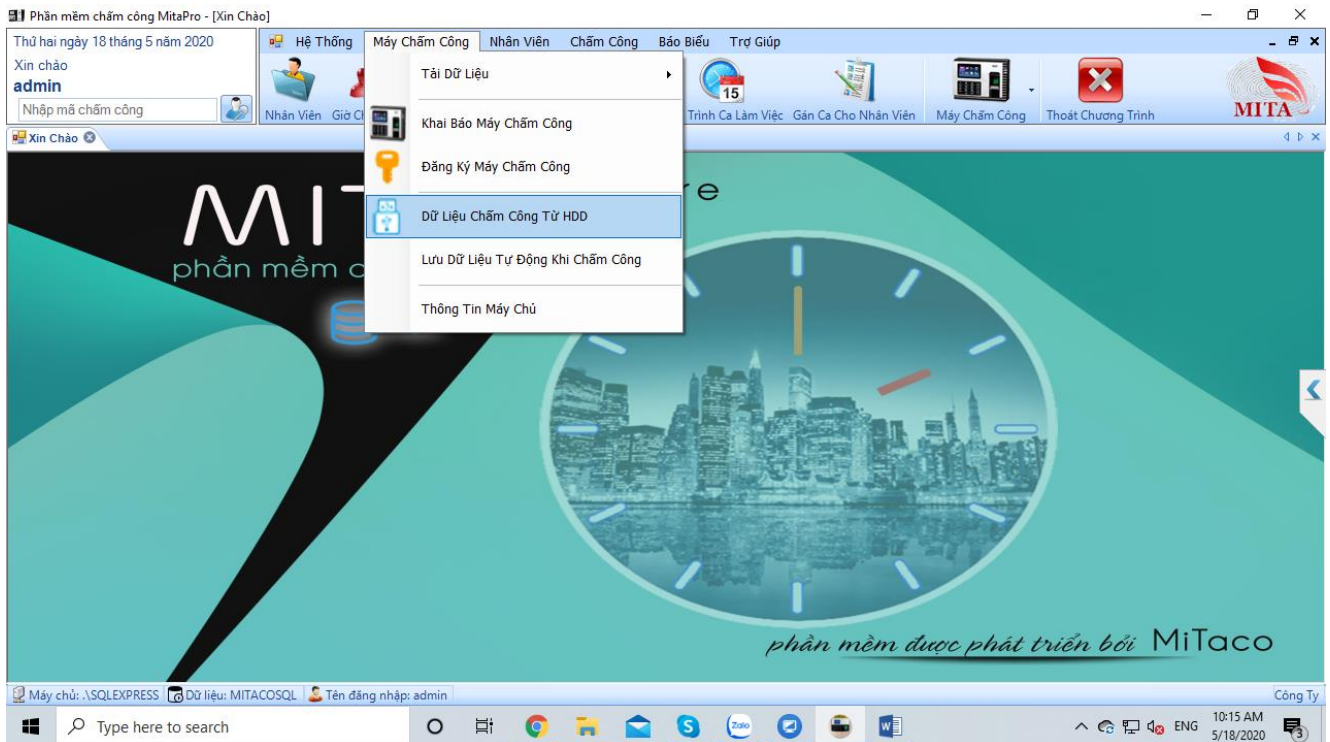 Phần mềm chấm công MitaPro - [Xin Chào]
Thứ hai ngày 18 tháng 5 năm 2020
Hệ Thống Máy Chấm Công Nhân Viên Chấm Công Báo Biểu Trợ Giúp
Xin chào
admin
Nhập mã chấm công
Nhân Viên Giờ
15
Trình Ca Làm Việc Gán Ca Cho Nhân Viên Máy Chấm Công Thoát Chương Trình
MITA
Xin Chào
Tải Dữ Liệu
Khai Báo Máy Chấm Công
Đăng Ký Máy Chấm Công
Dữ Liệu Chấm Công Từ HDD
Lưu Dữ Liệu Tự Động Khi Chấm Công
Thông Tin Máy Chủ
MIT re
phần mềm c
phần mềm được phát triển bởi MiTaco
Máy chủ: .\SQLEXPRESS Dữ liệu: MITACOSQL Tên đăng nhập: admin Công Ty
Type here to search
Zalo
ENG
10:15 AM
5/18/2020
3